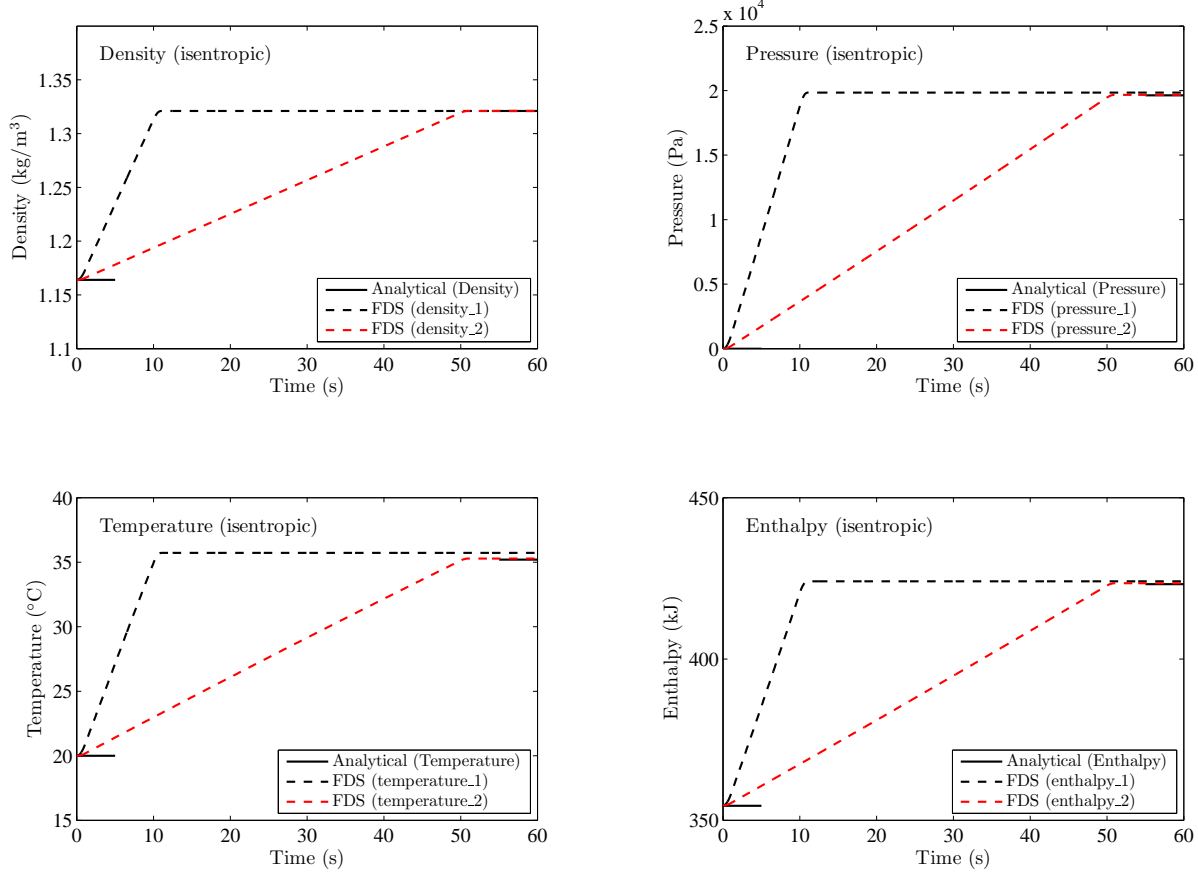 Density (isentropic)
1.35
1.3
1.25
1.2
1.15
1.1
Density (kg/m³)
Analytical (Density)
FDS (density_1)
FDS (density_2)
0 10 20 30 40 50 60
Time (s)
x 10⁴
Pressure (isentropic)
2.5
2
1.5
1
0.5
0
Pressure (Pa)
Analytical (Pressure)
FDS (pressure_1)
FDS (pressure_2)
0 10 20 30 40 50 60
Time (s)
Temperature (isentropic)
40
35
30
25
20
15
Temperature (°C)
Analytical (Temperature)
FDS (temperature_1)
FDS (temperature_2)
0 10 20 30 40 50 60
Time (s)
Enthalpy (isentropic)
450
400
350
Enthalpy (kJ)
Analytical (Enthalpy)
FDS (enthalpy_1)
FDS (enthalpy_2)
0 10 20 30 40 50 60
Time (s)